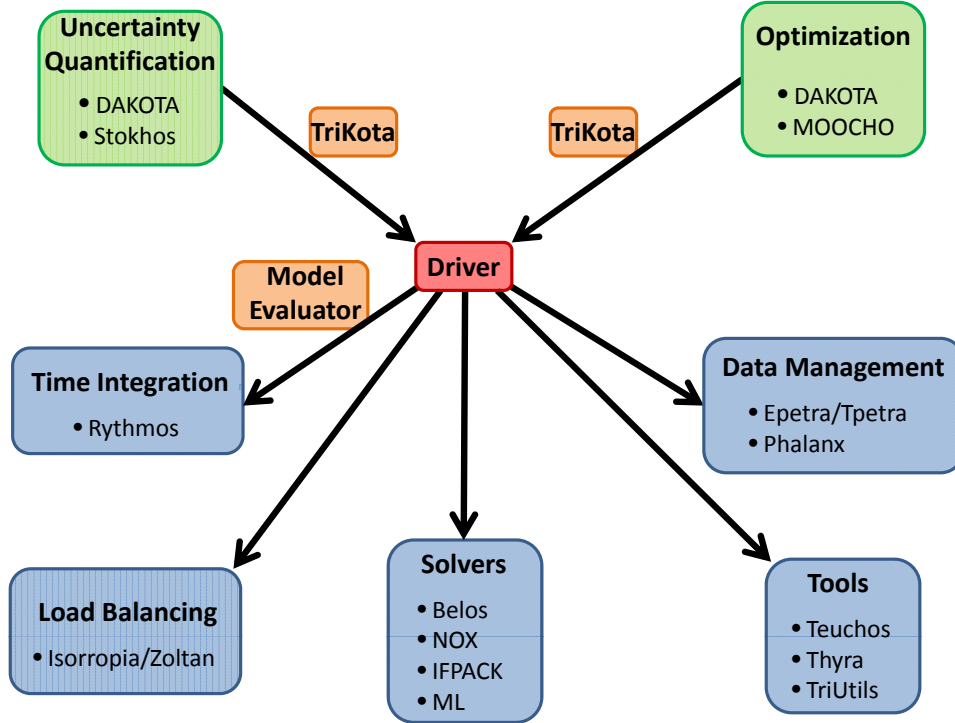 Uncertainty
Quantification
• DAKOTA
• Stokhos
Optimization
• DAKOTA
• MOOCHO
TriKota
TriKota
Driver
Model
Evaluator
Time Integration
• Rythmos
Data Management
• Epetra/Tpetra
• Phalanx
Load Balancing
• Isorropia/Zoltan
Solvers
• Belos
• NOX
• IFPACK
• ML
Tools
• Teuchos
• Thyra
• TriUtils